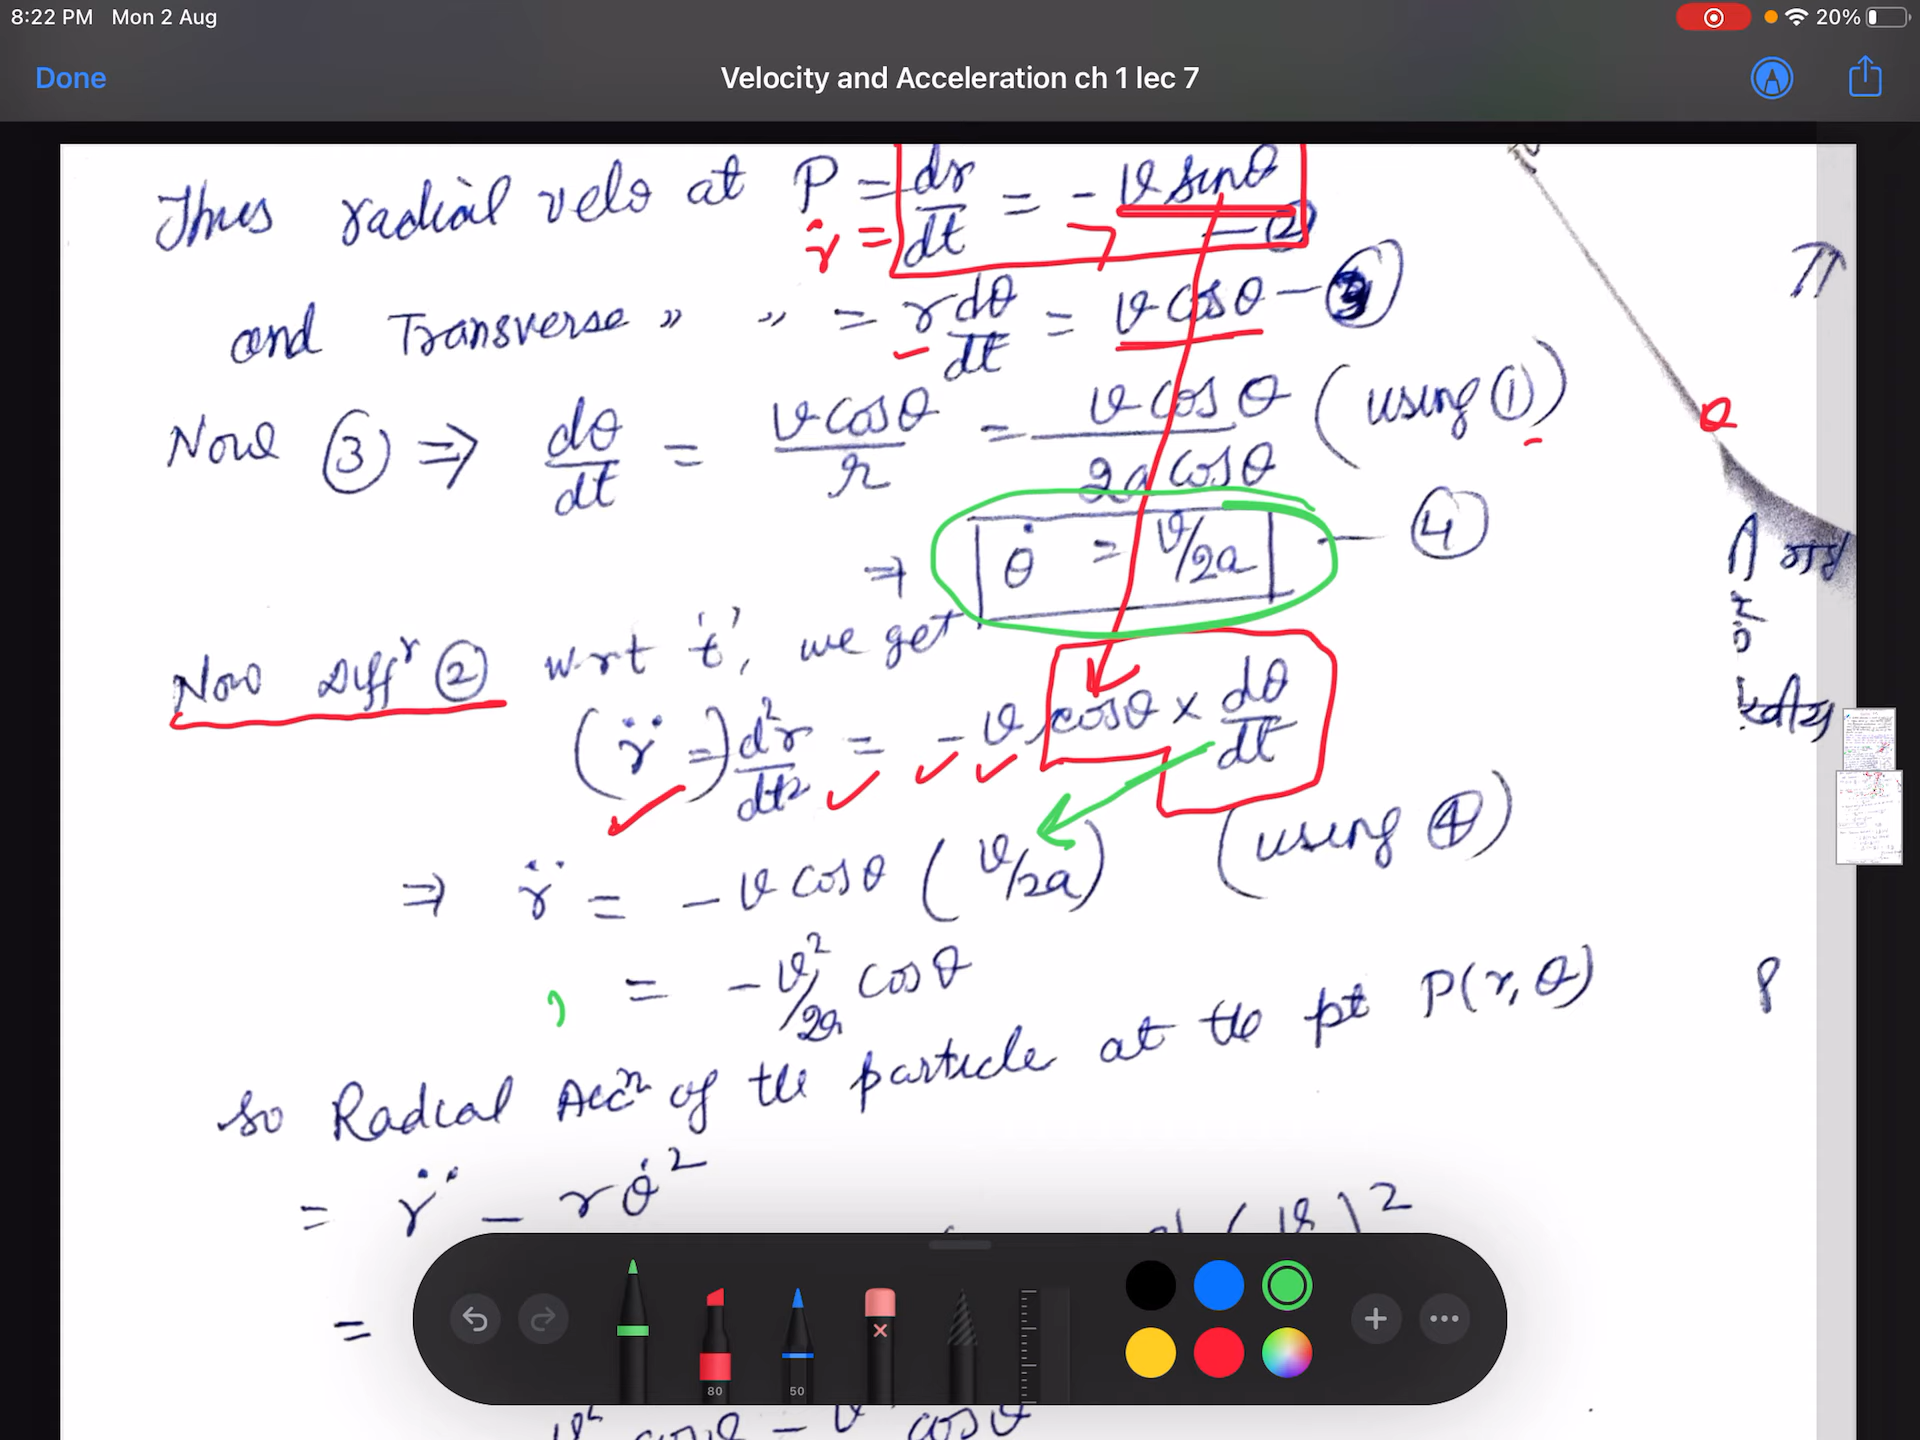 8:22 PM Mon 2 Aug 20%
Done Velocity and Acceleration ch 1 lec 7
Thus radial velo at P = dr/dt = - v sinθ — (2)
ṙ =
and Transverse " " = r dθ/dt = v cosθ — (3)
Now (3) ⇒ dθ/dt = v cosθ / r = v cosθ / 2a cosθ (using (1))
⇒ θ̇ = v/2a — (4)
Now Diffr (2) wrt 't', we get
(r̈ =) d²r/dt² = - v cosθ × dθ/dt
⇒ r̈ = - v cosθ (v/2a) (using (4))
= - v²/2a cosθ
So Radial Accn of the particle at the pt P(r, θ)
= r̈ - r θ̇ 2
=
80 50